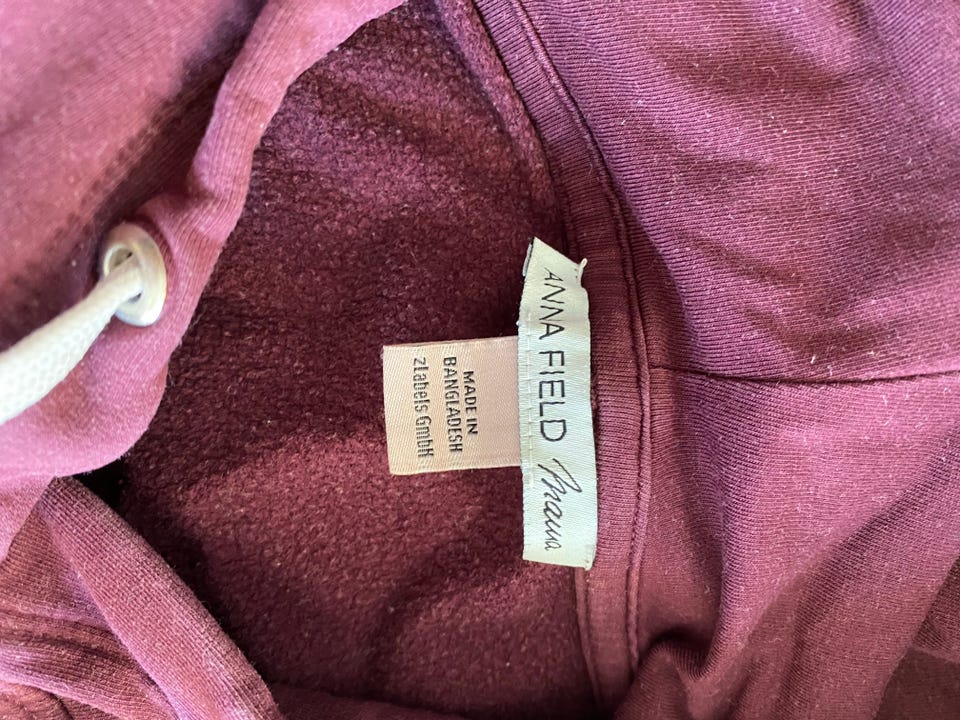 ANNA FIELD mama
MADE IN
BANGLADESH
zLabels GmbH